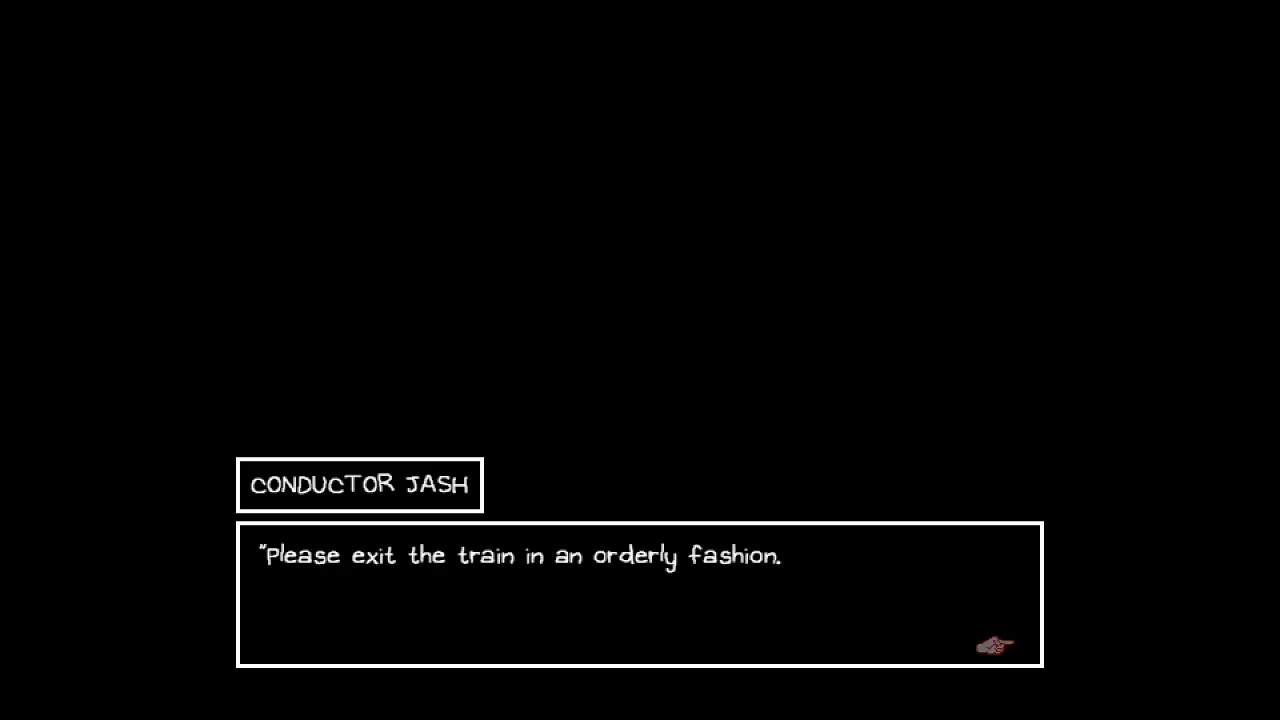 CONDUCTOR JASH
"Please exit the train in an orderly fashion.